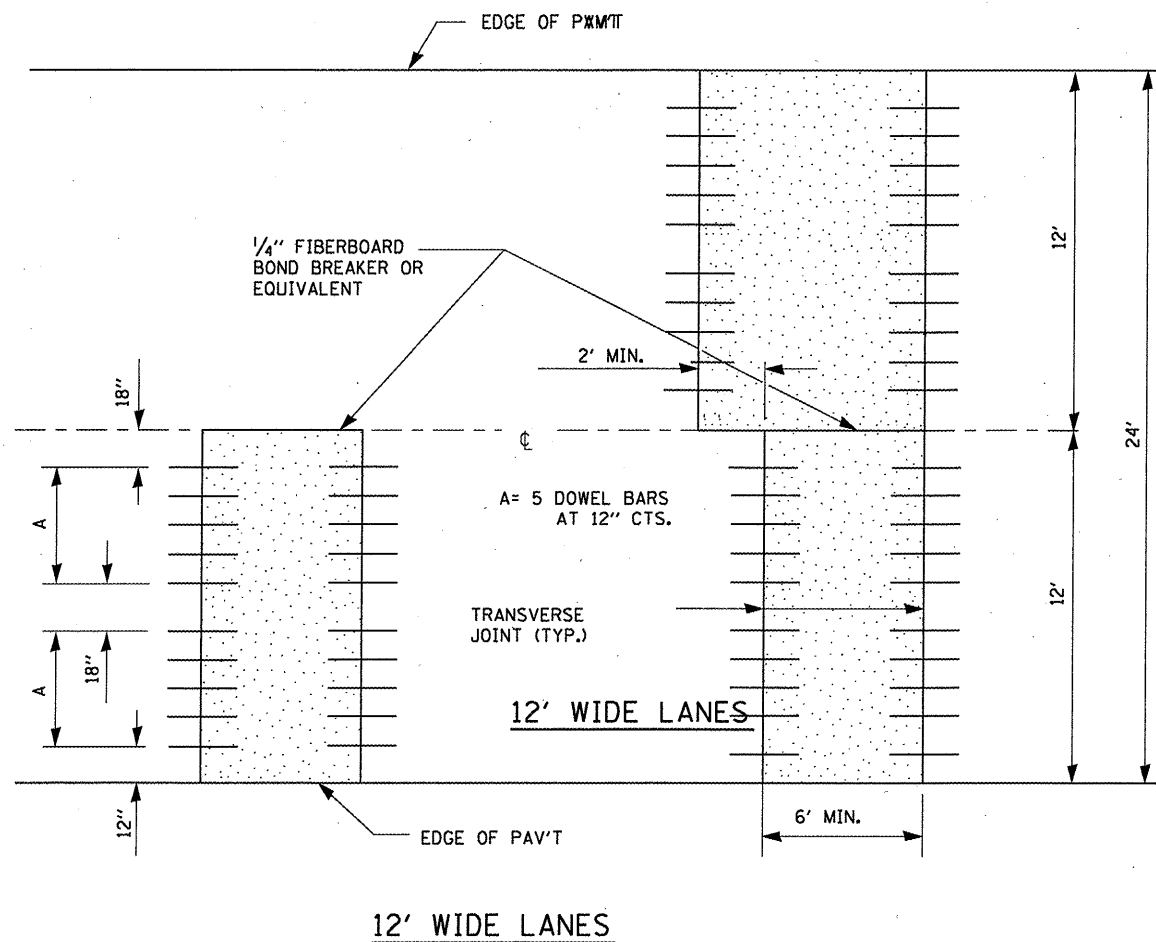 EDGE OF
1/4" FIBERBOARD
BOND BREAKER OR
EQUIVALENT
12'
2' MIN.
18"
24'
℄
A= 5 DOWEL BARS
AT 12" CTS.
A
12'
TRANSVERSE
JOINT (TYP.)
A
18"
12' WIDE LANES
12"
6' MIN.
EDGE OF PAV'T
12' WIDE LANES